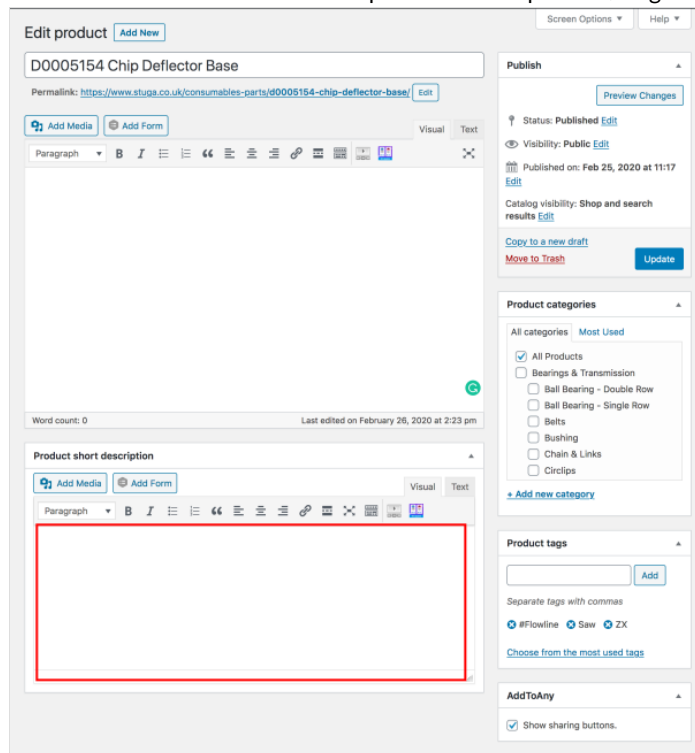 Screen Options ▼ Help ▼
Edit product Add New
D0005154 Chip Deflector Base
Permalink: https://www.stuga.co.uk/consumables-parts/d0005154-chip-deflector-base/ Edit
Add Media Add Form
Visual Text
Paragraph
B I
Word count: 0 Last edited on February 26, 2020 at 2:23 pm
Product short description
Add Media Add Form
Visual Text
Paragraph
B I
Publish
Preview Changes
Status: Published Edit
Visibility: Public Edit
Published on: Feb 25, 2020 at 11:17
Edit
Catalog visibility: Shop and search
results Edit
Copy to a new draft
Move to Trash Update
Product categories
All categories Most Used
All Products
Bearings & Transmission
Ball Bearing - Double Row
Ball Bearing - Single Row
Belts
Bushing
Chain & Links
Circlips
+ Add new category
Product tags
Add
Separate tags with commas
#Flowline Saw ZX
Choose from the most used tags
AddToAny
Show sharing buttons.